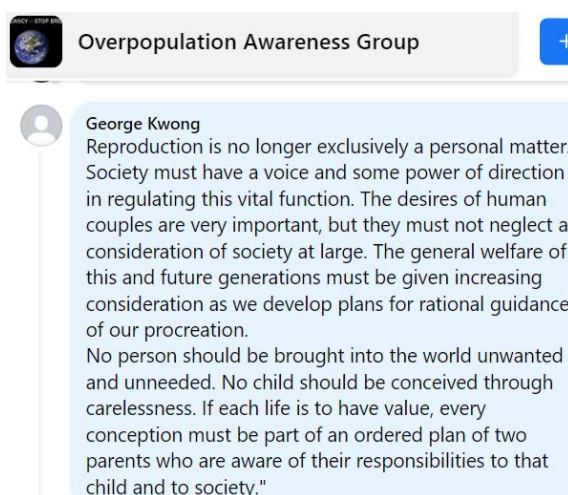 ANCY - STOP BRE
Overpopulation Awareness Group
+
George Kwong
Reproduction is no longer exclusively a personal matter.
Society must have a voice and some power of direction
in regulating this vital function. The desires of human
couples are very important, but they must not neglect a
consideration of society at large. The general welfare of
this and future generations must be given increasing
consideration as we develop plans for rational guidance
of our procreation.
No person should be brought into the world unwanted
and unneeded. No child should be conceived through
carelessness. If each life is to have value, every
conception must be part of an ordered plan of two
parents who are aware of their responsibilities to that
child and to society."